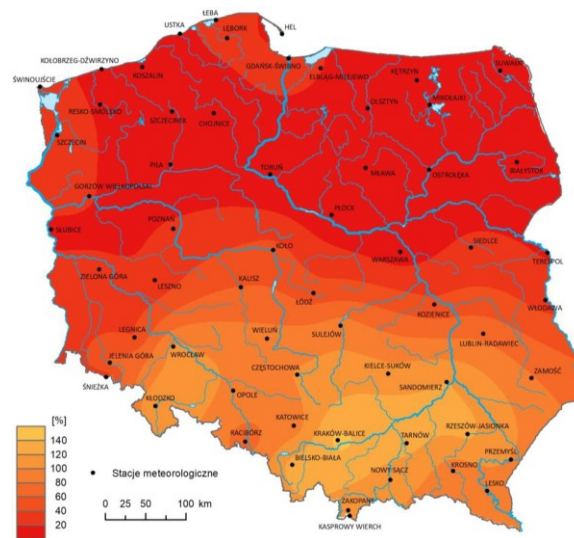 ŁEBA
USTKA
LĘBORK
HEL
KOŁOBRZEG-DŹWIRZYNO
KOSZALIN
GDAŃSK-ŚWIBNO
ELBLĄG-MILEJEWO
KĘTRZYN
SUWAŁKI
ŚWINOUJŚCIE
RESKO-SMÓLSKO
SZCZECINEK
CHOJNICE
OLSZTYN
MIKOŁAJKI
SZCZECIN
PIŁA
TORUŃ
MŁAWA
OSTROŁĘKA
BIAŁYSTOK
GORZÓW WIELKOPOLSKI
PŁOCK
SŁUBICE
POZNAŃ
KOŁO
WARSZAWA
SIEDLCE
TERESPOL
ZIELONA GÓRA
LESZNO
KALISZ
ŁÓDŹ
KOZIENICE
WŁODAWA
LEGNICA
WIELUŃ
SULEJÓW
LUBLIN-RADAWIEC
JELENIA GÓRA
WROCŁAW
ŚNIEŻKA
CZĘSTOCHOWA
KIELCE-SUKÓW
SANDOMIERZ
ZAMOŚĆ
KŁODZKO
OPOLE
RACIBÓRZ
KATOWICE
KRAKÓW-BALICE
TARNÓW
RZESZÓW-JASIONKA
PRZEMYŚL
BIELSKO-BIAŁA
NOWY SĄCZ
KROSNO
LESKO
ZAKOPANE
KASPROWY WIERCH
[%]
140
120
100
80
60
40
20
Stacje meteorologiczne
0 25 50 100 km